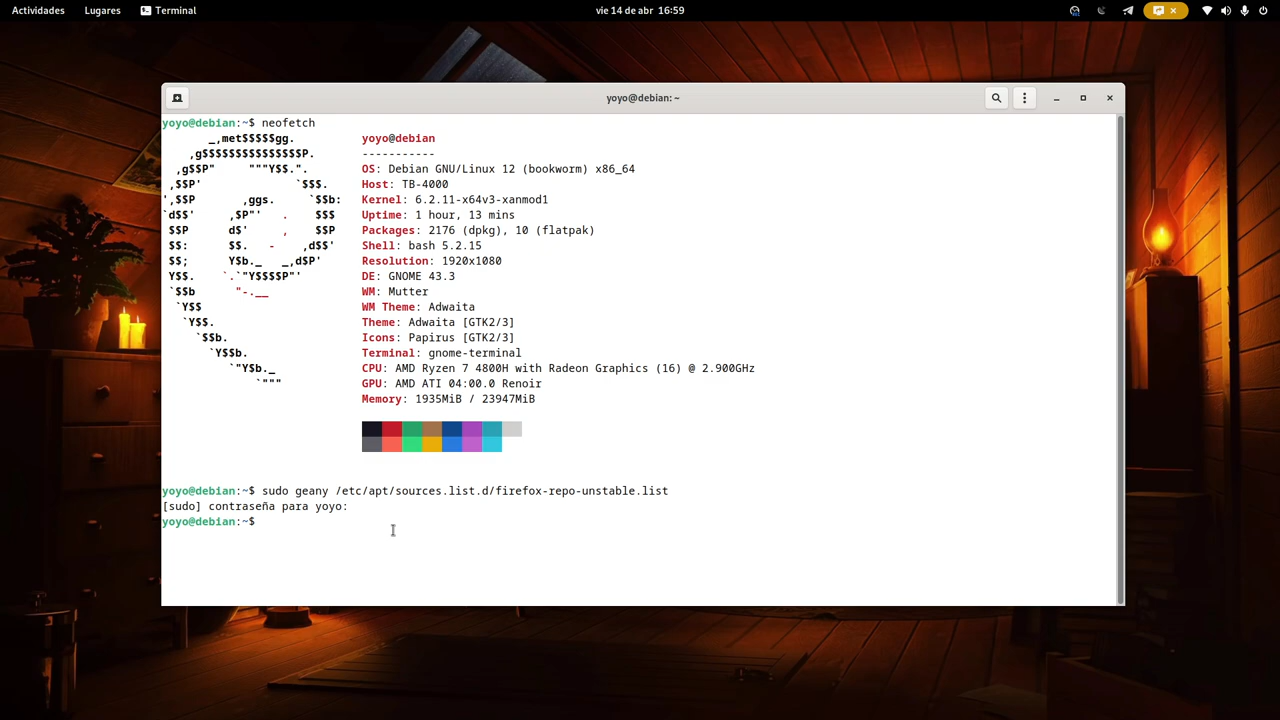 Actividades Lugares Terminal vie 14 de abr 16:59
yoyo@debian: ~
yoyo@debian:~$ neofetch
_,met$$$$$gg. yoyo@debian
,g$$$$$$$$$$$$$$$P. -----------
,g$$P" """Y$$.". OS: Debian GNU/Linux 12 (bookworm) x86_64
,$$P' `$$$. Host: TB-4000
',$$P ,ggs. `$$b: Kernel: 6.2.11-x64v3-xanmod1
`d$$' ,$P"' . $$$ Uptime: 1 hour, 13 mins
$$P d$' , $$P Packages: 2176 (dpkg), 10 (flatpak)
$$: $$. - ,d$$' Shell: bash 5.2.15
$$; Y$b._ _,d$P' Resolution: 1920x1080
Y$$. `.`"Y$$$$P"' DE: GNOME 43.3
`$$b "-.__ WM: Mutter
`Y$$ WM Theme: Adwaita
`Y$$. Theme: Adwaita [GTK2/3]
`$$b. Icons: Papirus [GTK2/3]
`Y$$b. Terminal: gnome-terminal
`"Y$b._ CPU: AMD Ryzen 7 4800H with Radeon Graphics (16) @ 2.900GHz
`""" GPU: AMD ATI 04:00.0 Renoir
Memory: 1935MiB / 23947MiB
yoyo@debian:~$ sudo geany /etc/apt/sources.list.d/firefox-repo-unstable.list
[sudo] contraseña para yoyo:
yoyo@debian:~$